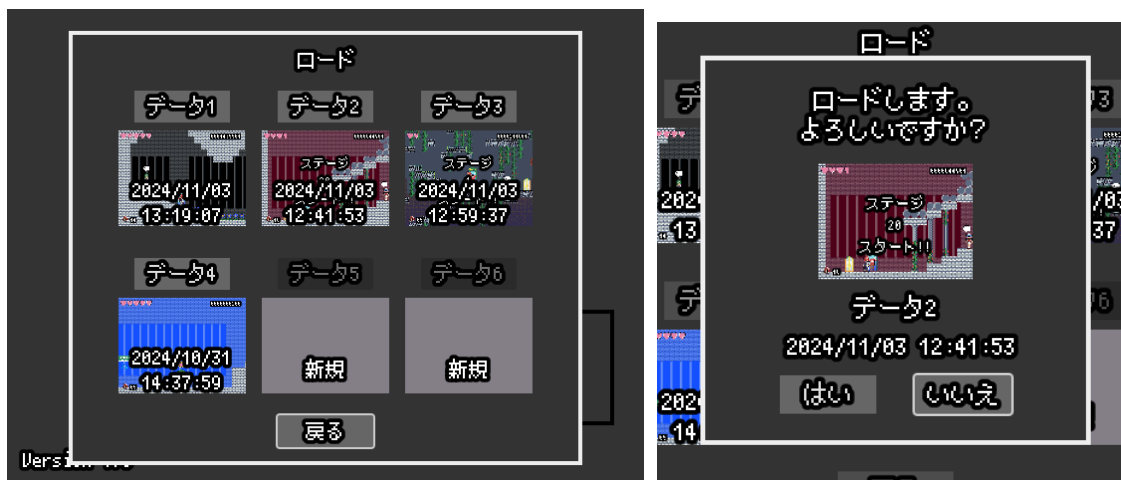 ロード
データ1
データ2
データ3
2024/11/03
13:19:07
ステージ
2024/11/03
12:41:53
ステージ
2024/11/03
12:59:37
データ4
データ5
データ6
2024/10/31
14:37:59
新規
新規
戻る
ロード
ロードします。
よろしいですか?
ステージ
20
スタート!!
データ2
2024/11/03 12:41:53
はい
いいえ